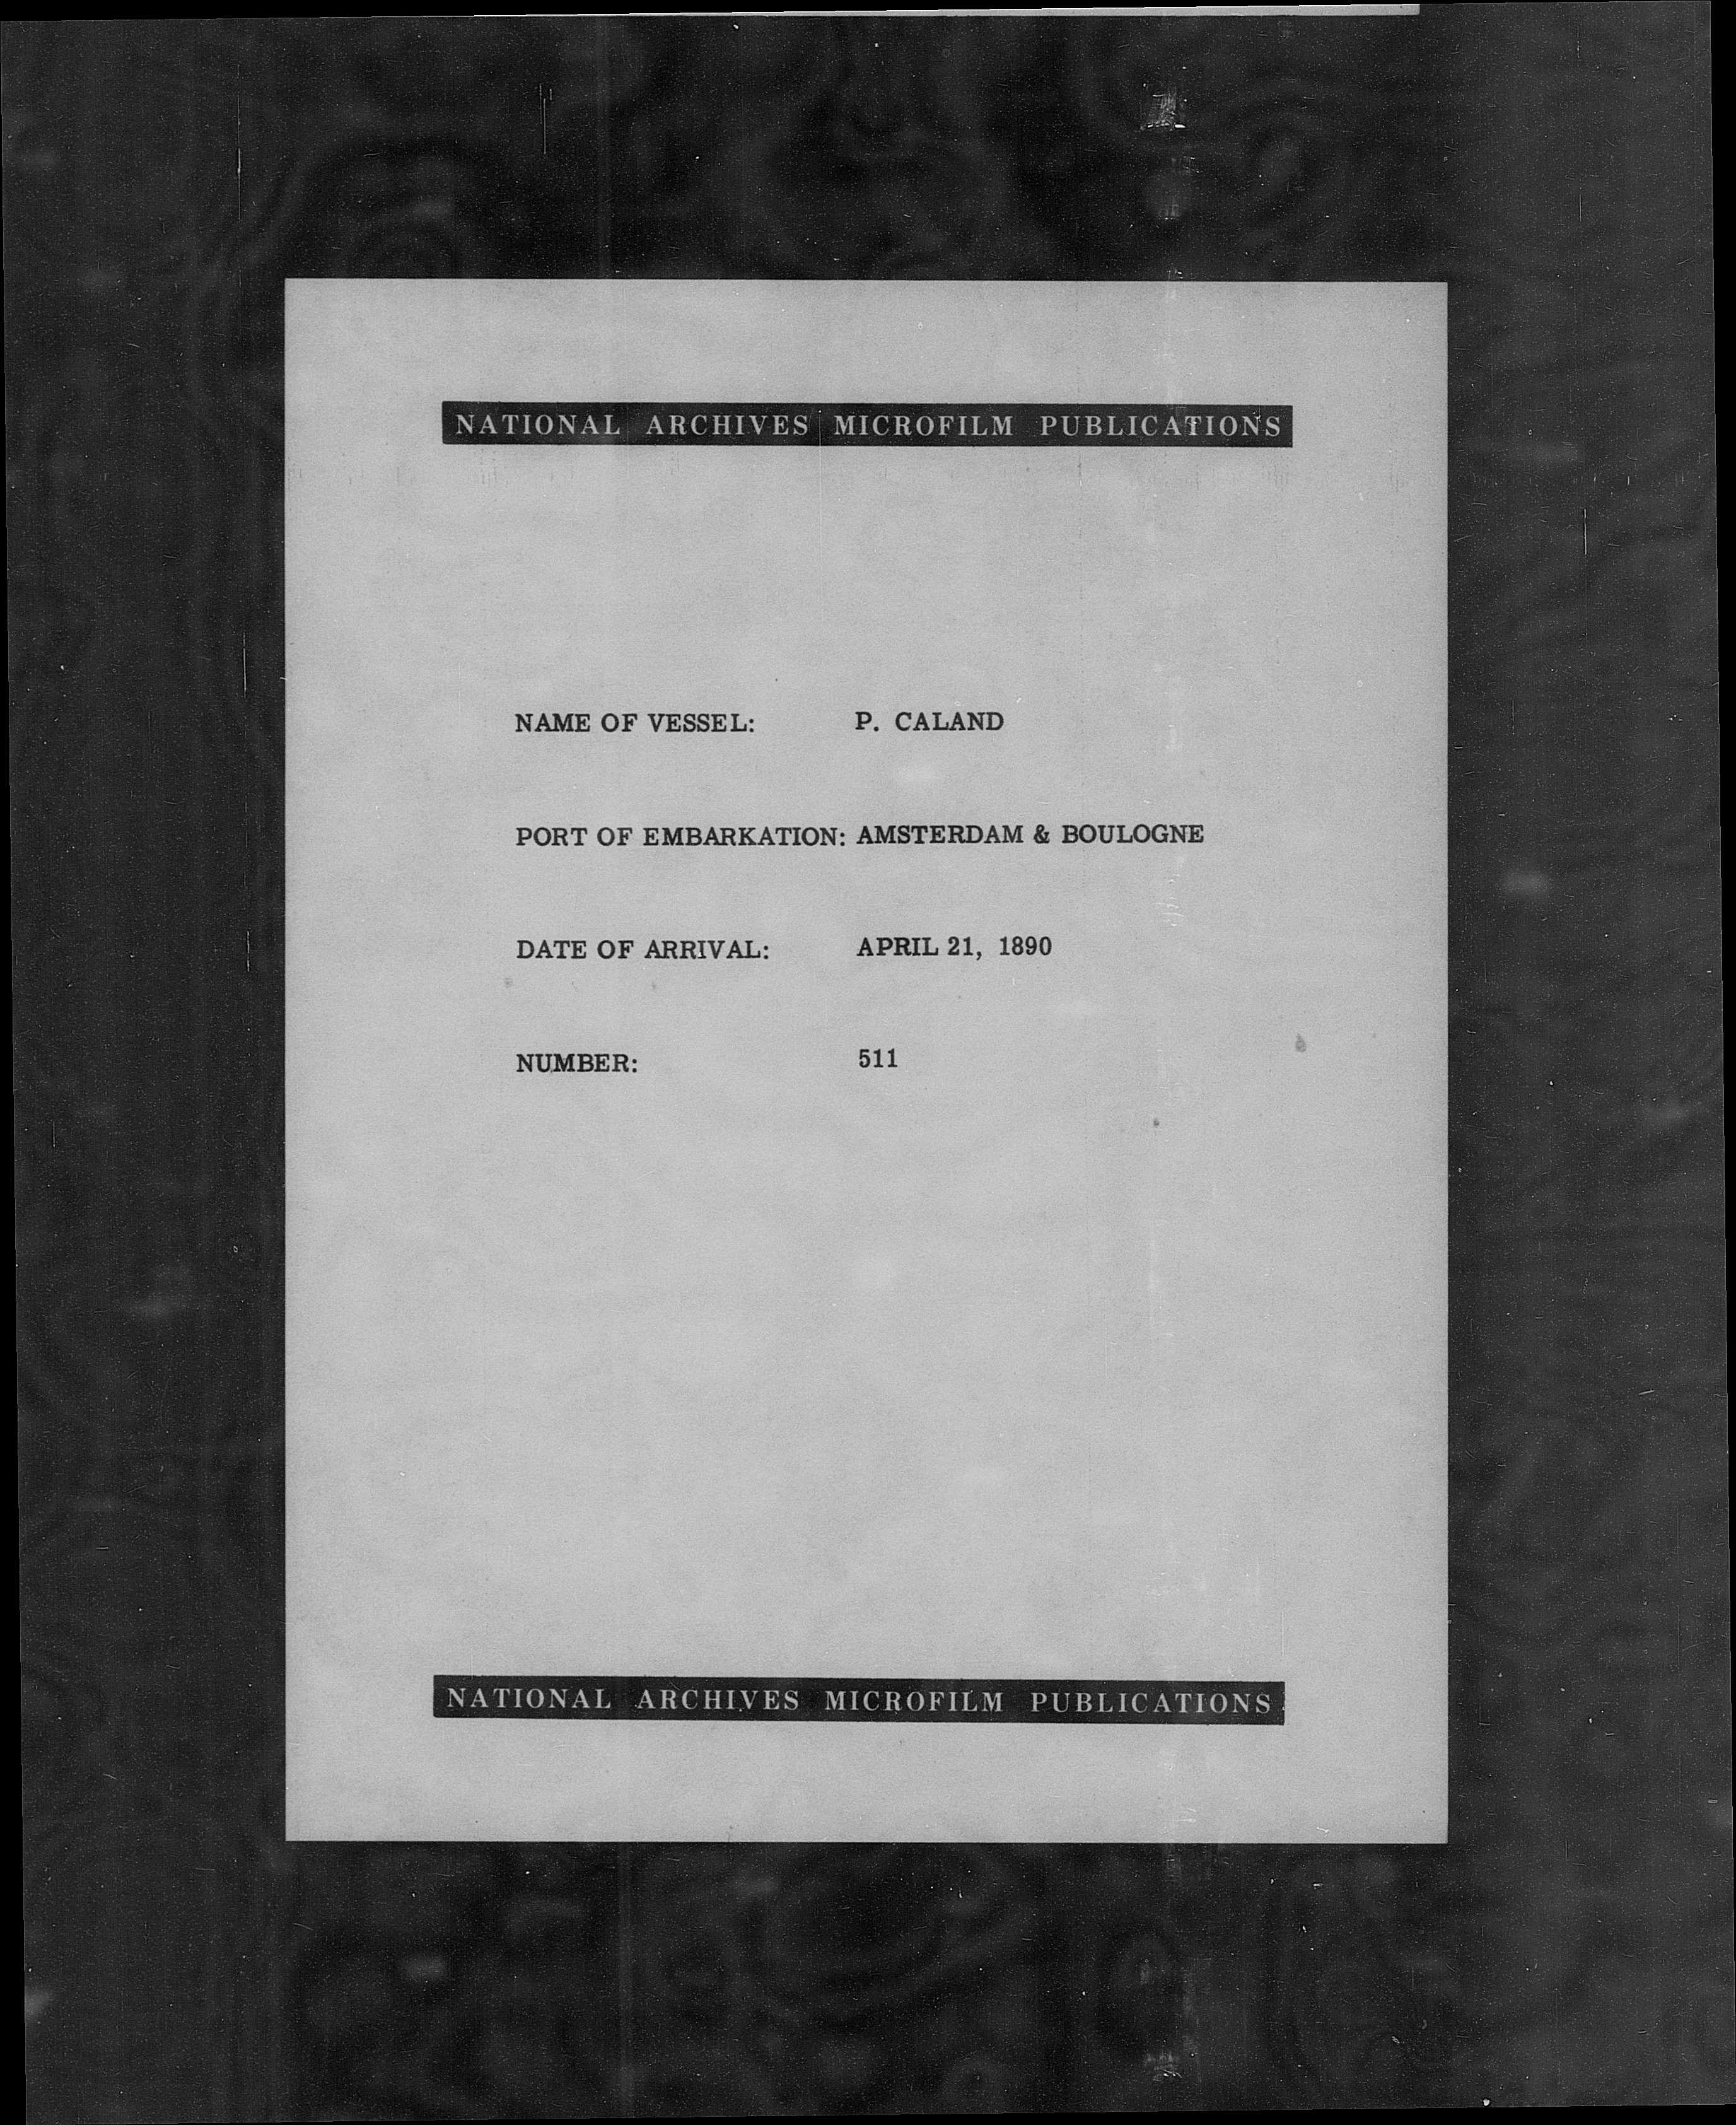 NATIONAL ARCHIVES MICROFILM PUBLICATIONS
NAME OF VESSEL: P. CALAND
PORT OF EMBARKATION: AMSTERDAM & BOULOGNE
DATE OF ARRIVAL: APRIL 21, 1890
NUMBER: 511
NATIONAL ARCHIVES MICROFILM PUBLICATIONS